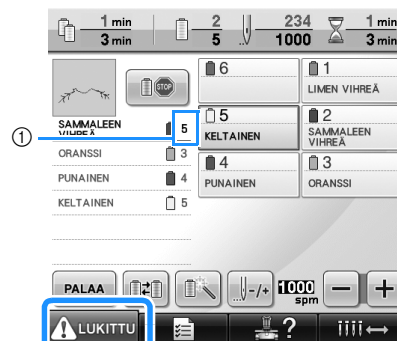 1 min
3 min
2
5
234
1000
1 min
3 min
STOP
6
1
LIMEN VIHREÄ
1
SAMMALEEN
VIHREÄ
5
5
KELTAINEN
2
SAMMALEEN
VIHREÄ
ORANSSI
3
PUNAINEN
4
4
PUNAINEN
3
ORANSSI
KELTAINEN
5
PALAA
-/+
1000
spm
−
+
LUKITTU
?